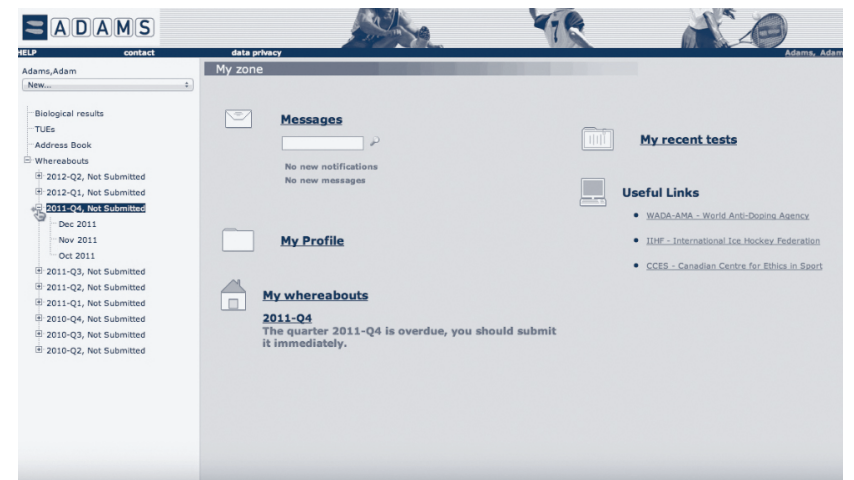 ADAMS
HELP contact data privacy Adams, Adam
Adams,Adam
New...
Biological results
TUEs
Address Book
Whereabouts
2012-Q2, Not Submitted
2012-Q1, Not Submitted
2011-Q4, Not Submitted
Dec 2011
Nov 2011
Oct 2011
2011-Q3, Not Submitted
2011-Q2, Not Submitted
2011-Q1, Not Submitted
2010-Q4, Not Submitted
2010-Q3, Not Submitted
2010-Q2, Not Submitted
My zone
Messages
No new notifications
No new messages
My Profile
My whereabouts
2011-Q4
The quarter 2011-Q4 is overdue, you should submit
it immediately.
My recent tests
Useful Links
WADA-AMA - World Anti-Doping Agency
IIHF - International Ice Hockey Federation
CCES - Canadian Centre for Ethics in Sport